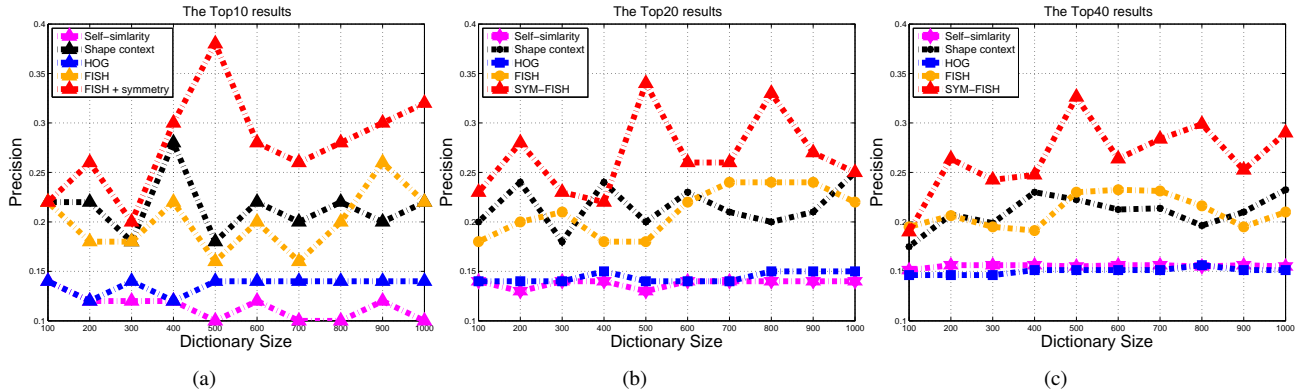 The Top10 results
0.4
0.35
0.3
0.25
0.2
0.15
0.1
Precision
Self−simlarity
Shape context
HOG
FISH
FISH + symmetry
100 200 300 400 500 600 700 800 900 1000
Dictionary Size
(a)
The Top20 results
0.4
0.35
0.3
0.25
0.2
0.15
0.1
Precision
Self−simlarity
Shape context
HOG
FISH
SYM−FISH
100 200 300 400 500 600 700 800 900 1000
Dictionary Size
(b)
The Top40 results
0.4
0.35
0.3
0.25
0.2
0.15
0.1
Precision
Self−simlarity
Shape context
HOG
FISH
SYM−FISH
100 200 300 400 500 600 700 800 900 1000
Dictionary Size
(c)